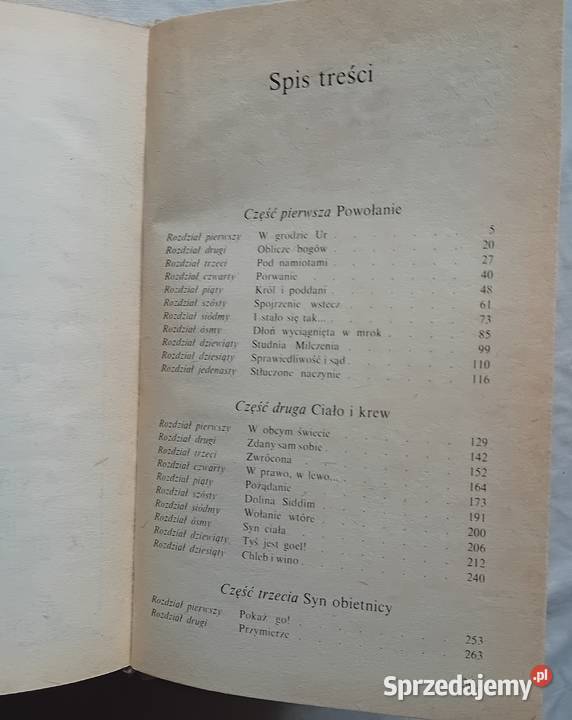 Spis treści
Część pierwsza Powołanie
Rozdział pierwszy W grodzie Ur . . . . . 5
Rozdział drugi Oblicze bogów . . . . . 20
Rozdział trzeci Pod namiotami . . . . . 27
Rozdział czwarty Porwanie . . . . . 40
Rozdział piąty Król i poddani . . . . . 48
Rozdział szósty Spojrzenie wstecz . . . . . 61
Rozdział siódmy I stało się tak... . . . . . 73
Rozdział ósmy Dłoń wyciągnięta w mrok . . . . . 85
Rozdział dziewiąty Studnia Milczenia . . . . . 99
Rozdział dziesiąty Sprawiedliwość i sąd . . . . . 110
Rozdział jedenasty Stłuczone naczynie . . . . . 116
Część druga Ciało i krew
Rozdział pierwszy W obcym świecie . . . . . 129
Rozdział drugi Zdany sam sobie . . . . . 142
Rozdział trzeci Zwrócona . . . . . 152
Rozdział czwarty W prawo, w lewo... . . . . . 164
Rozdział piąty Pożądanie . . . . . 173
Rozdział szósty Dolina Siddim . . . . . 191
Rozdział siódmy Wołanie wtóre . . . . . 200
Rozdział ósmy Syn ciała . . . . . 206
Rozdział dziewiąty Tyś jest goel! . . . . . 212
Rozdział dziesiąty Chleb i wino . . . . . 240
Część trzecia Syn obietnicy
Rozdział pierwszy Pokaż go! . . . . . 253
Rozdział drugi Przymierze . . . . . 263
Sprzedajemy.pl